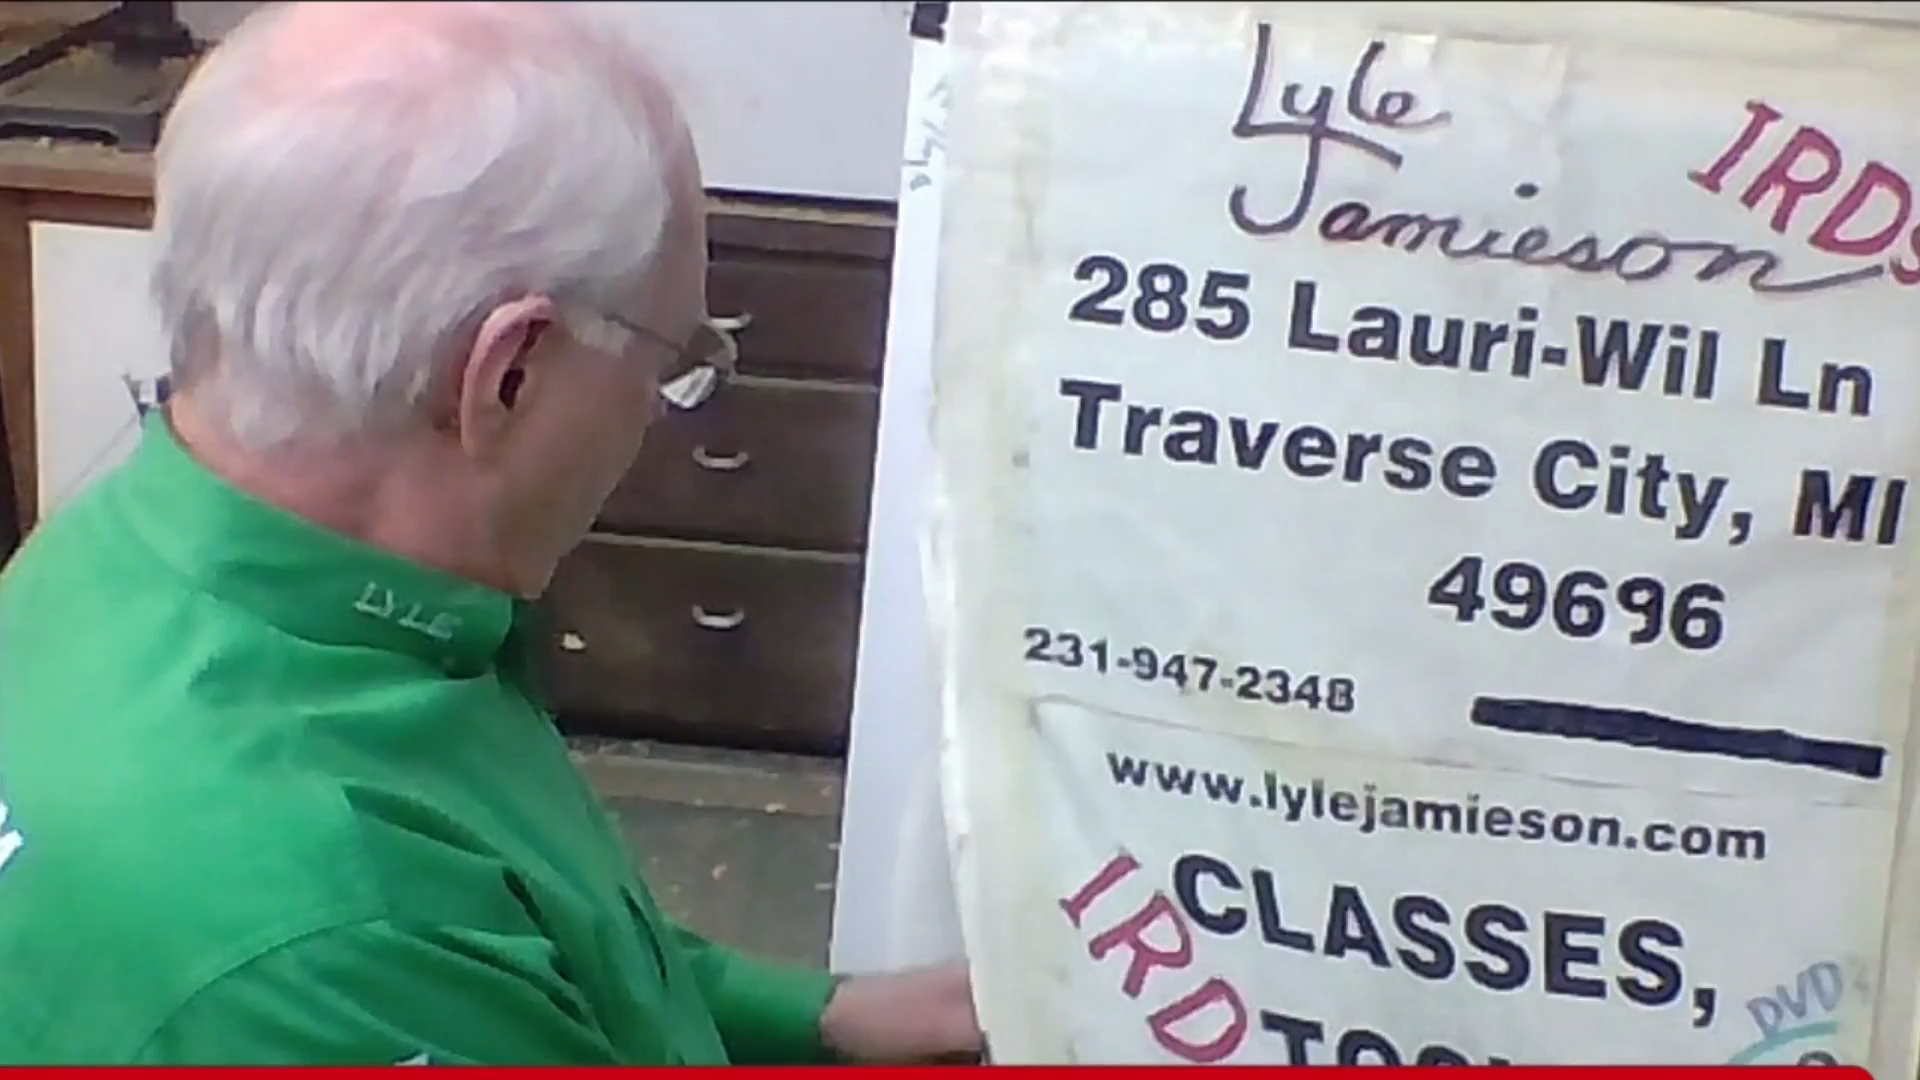 Lyle
Jamieson
IRDs
285 Lauri-Wil Ln
Traverse City, MI
49696
231-947-2348
www.lylejamieson.com
IRD
CLASSES,
DVD
LYLE